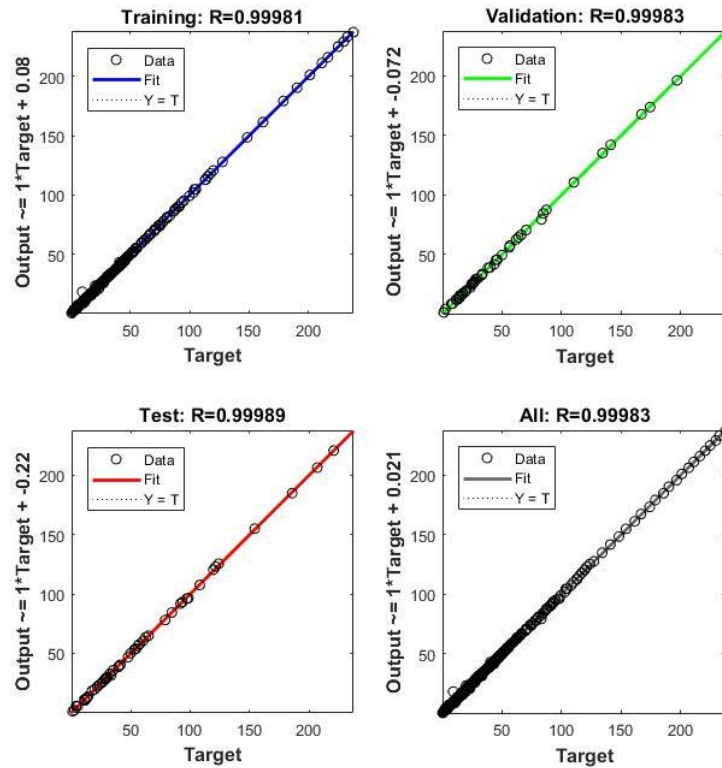 Training: R=0.99981
Output ~= 1*Target + 0.08
200
150
100
50
Data
Fit
Y = T
50
100
150
200
Target
Validation: R=0.99983
Output ~= 1*Target + -0.072
200
150
100
50
Data
Fit
Y = T
50
100
150
200
Target
Test: R=0.99989
Output ~= 1*Target + -0.22
200
150
100
50
Data
Fit
Y = T
50
100
150
200
Target
All: R=0.99983
Output ~= 1*Target + 0.021
200
150
100
50
Data
Fit
Y = T
50
100
150
200
Target